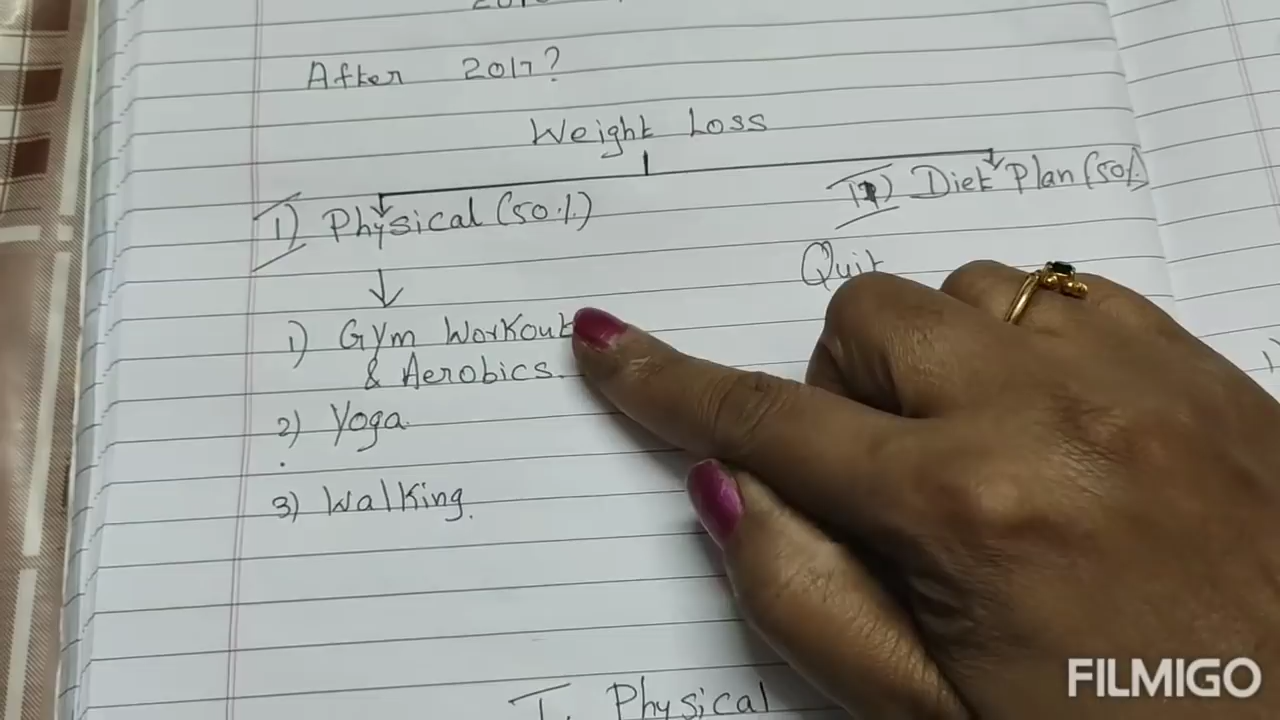 After 2017?
Weight Loss
I) Physical (50%)
II) Diet Plan (50%)
Quit
1) Gym Workout
& Aerobics.
2) Yoga.
3) Walking.
I. Physical
FILMIGO